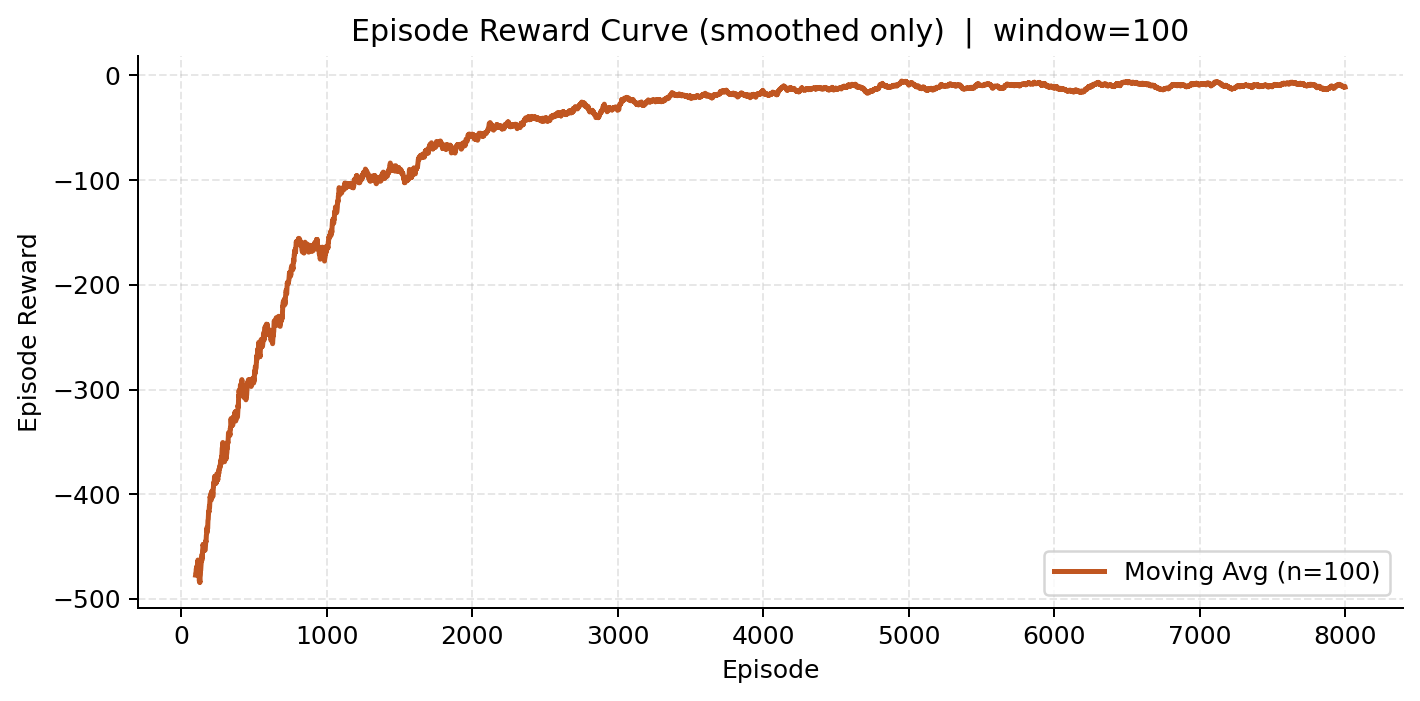 Episode Reward Curve (smoothed only)  |  window=100
Episode Reward
0
−100
−200
−300
−400
−500
Moving Avg (n=100)
0 1000 2000 3000 4000 5000 6000 7000 8000
Episode